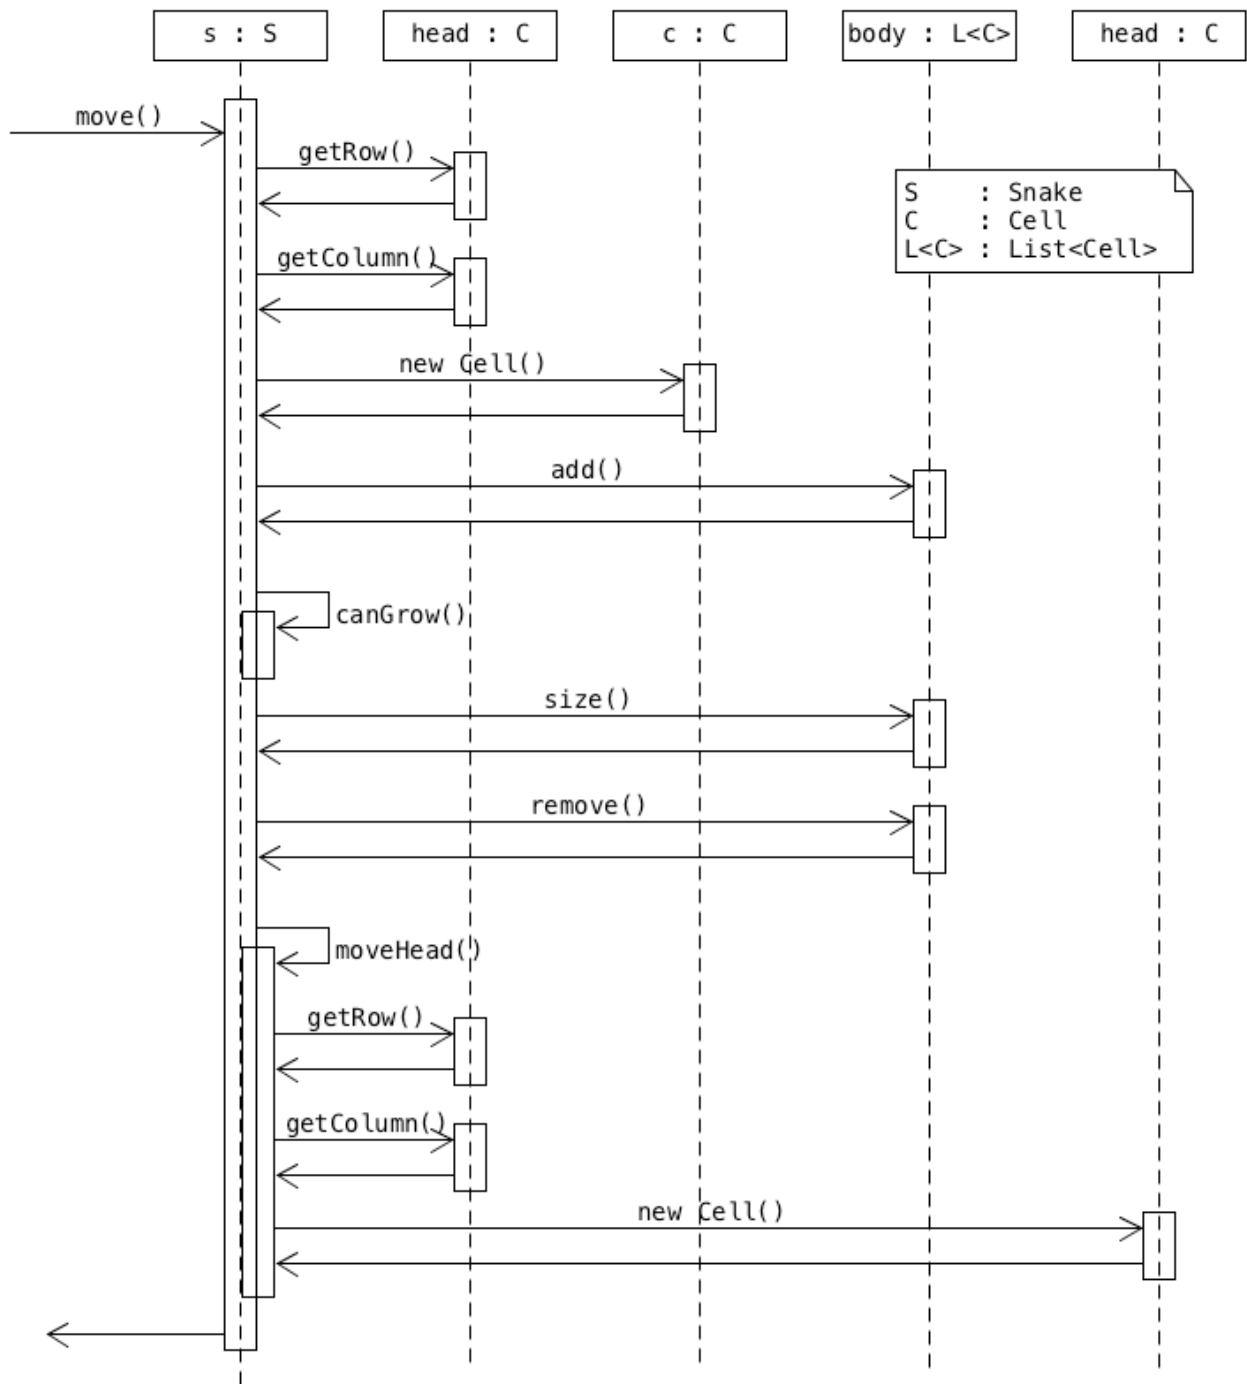 s : S
head : C
c : C
body : L<C>
head : C
move()
getRow()
S    : Snake
C    : Cell
L<C> : List<Cell>
getColumn()
new Cell()
add()
canGrow()
size()
remove()
moveHead()
getRow()
getColumn()
new Cell()